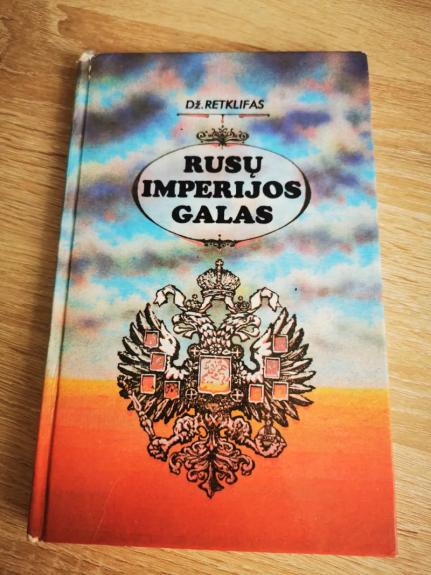 Dž. RETKLIFAS
RUSŲ
IMPERIJOS
GALAS